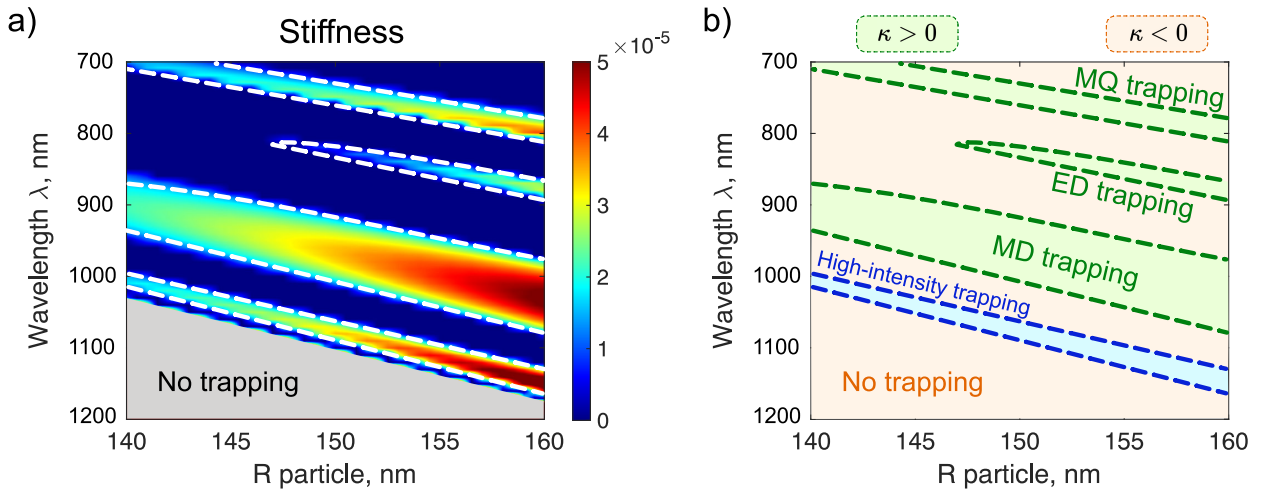 a)
Stiffness
×10⁻⁵
700
800
900
1000
1100
1200
Wavelength λ, nm
No trapping
140
145
150
155
160
R particle, nm
5
4
3
2
1
0
b)
κ > 0
κ < 0
700
800
900
1000
1100
1200
Wavelength λ, nm
MQ trapping
ED trapping
MD trapping
High-intensity trapping
No trapping
140
145
150
155
160
R particle, nm